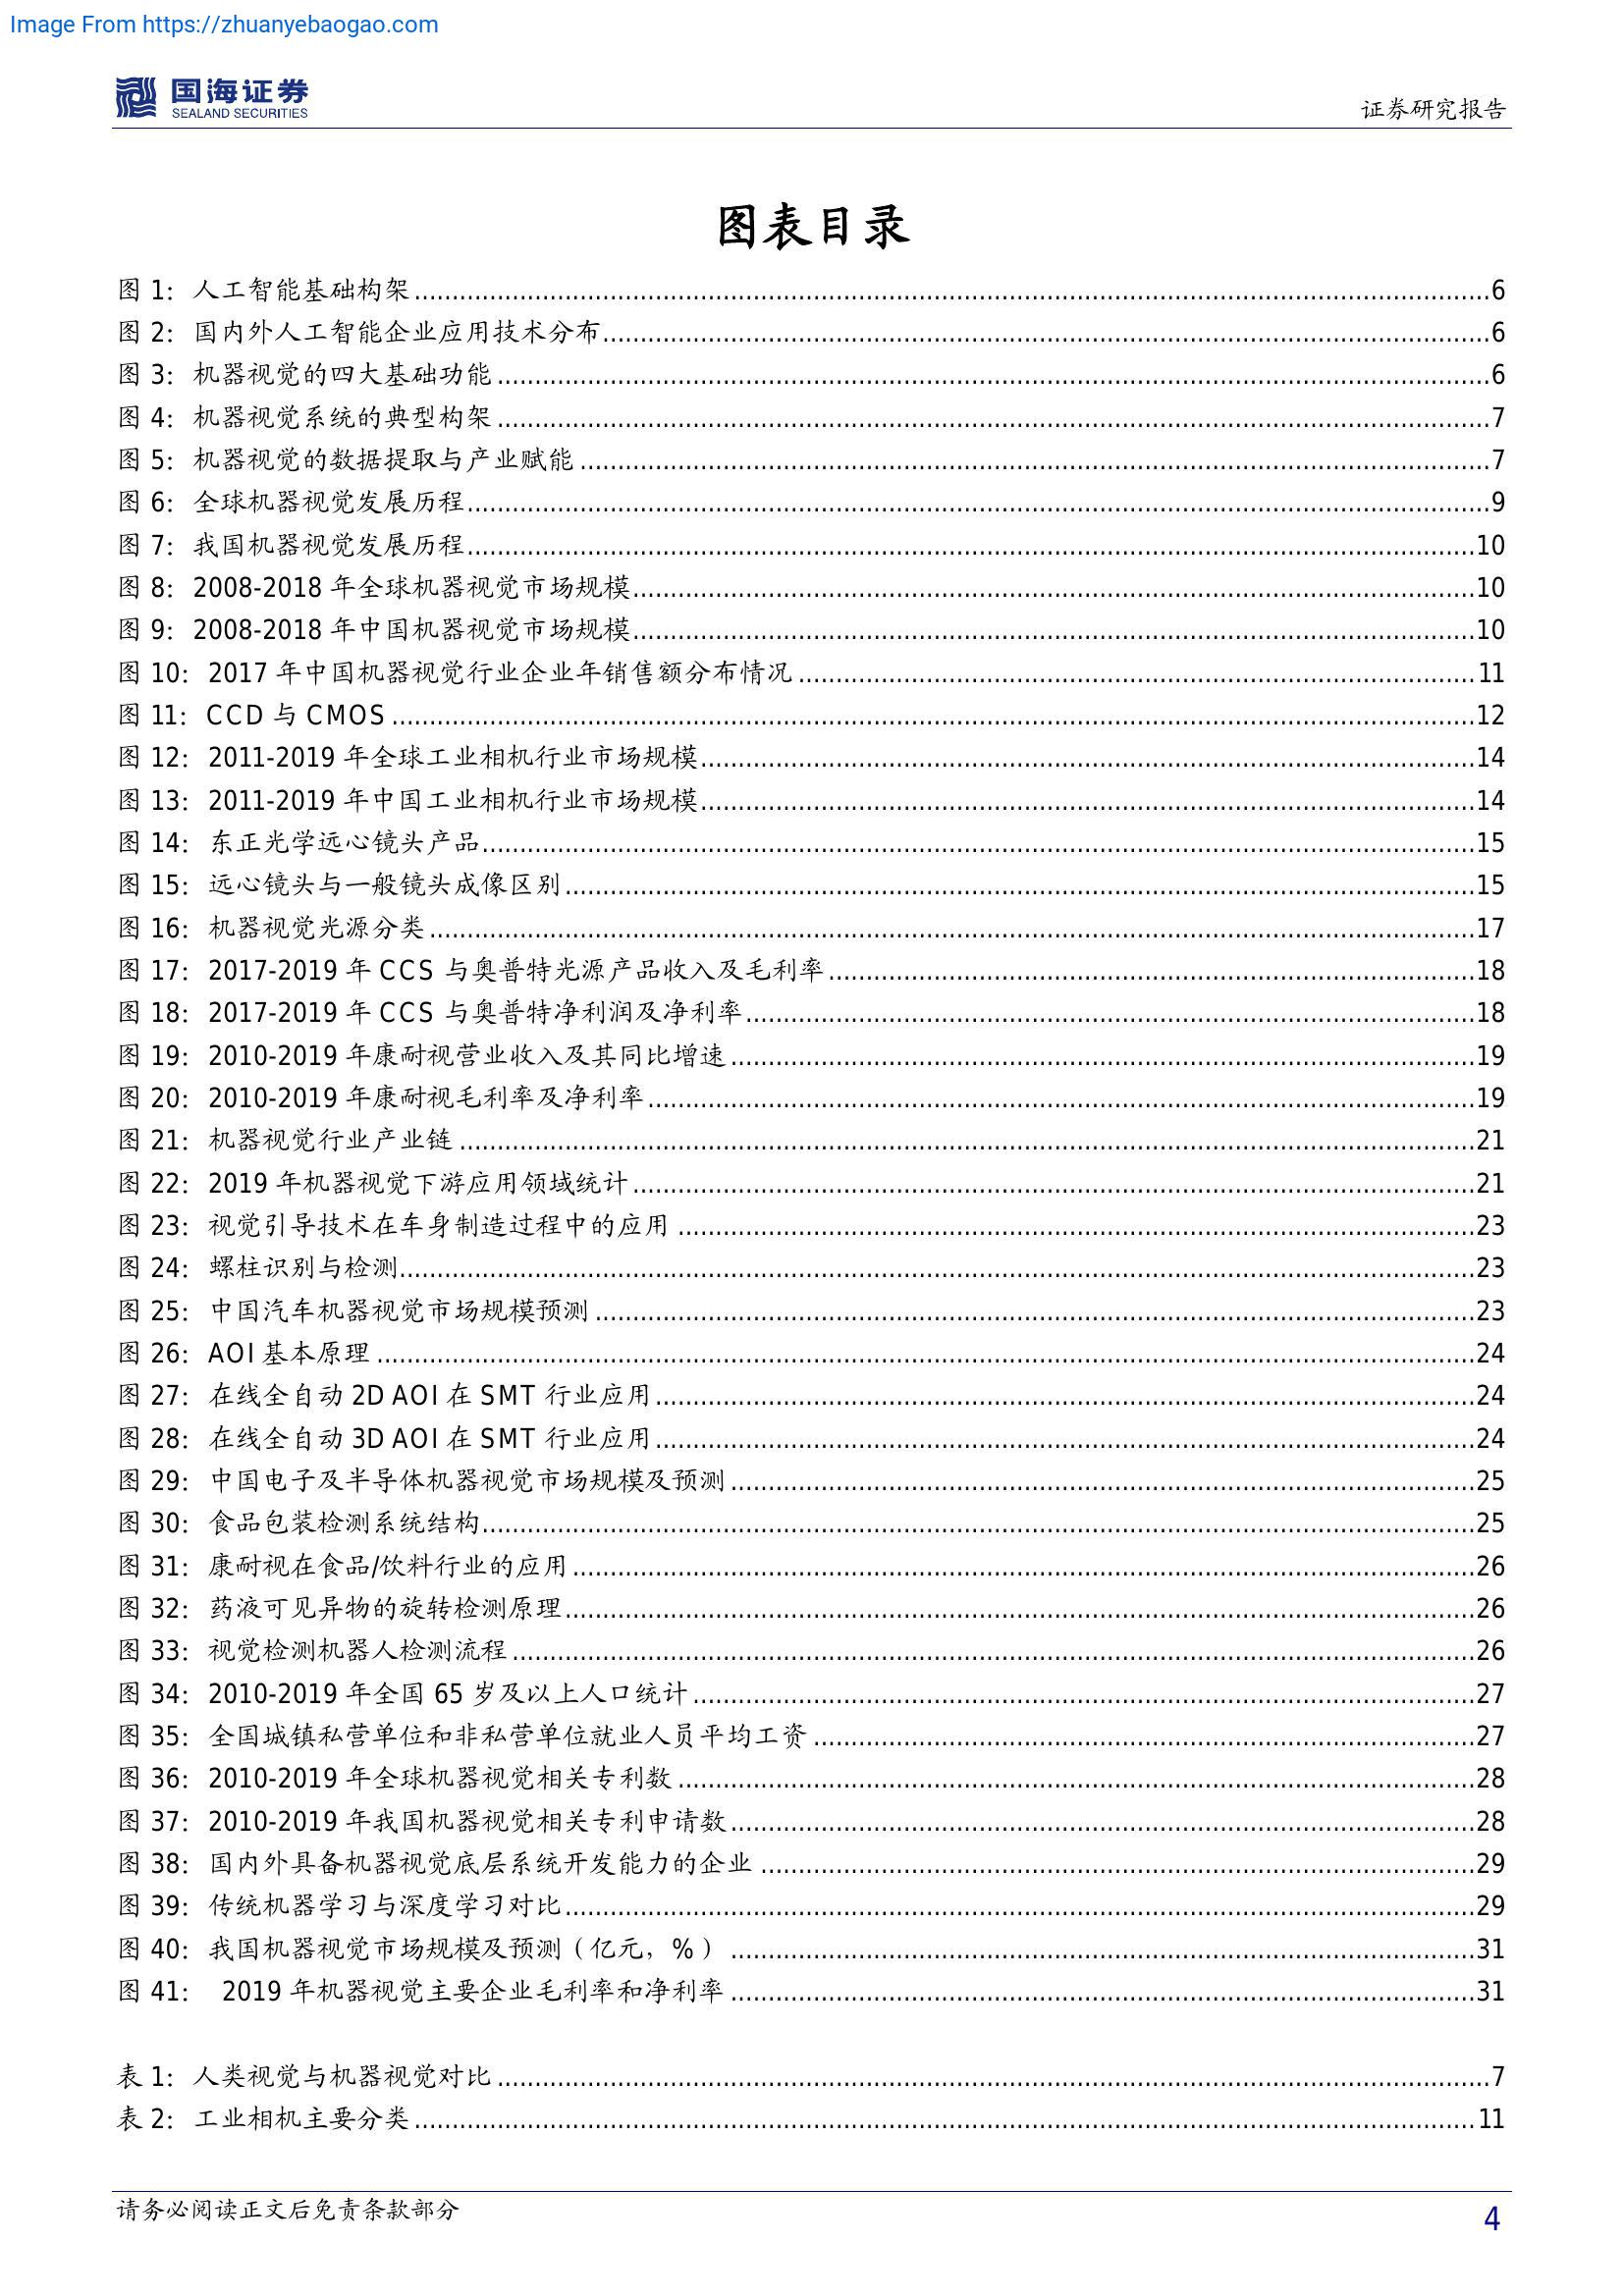 Image From https://zhuanyebaogao.com
国海证券
SEALAND SECURITIES
证券研究报告
图表目录
图 1：人工智能基础构架......6
图 2：国内外人工智能企业应用技术分布......6
图 3：机器视觉的四大基础功能......6
图 4：机器视觉系统的典型构架......7
图 5：机器视觉的数据提取与产业赋能......7
图 6：全球机器视觉发展历程......9
图 7：我国机器视觉发展历程......10
图 8：2008-2018 年全球机器视觉市场规模......10
图 9：2008-2018 年中国机器视觉市场规模......10
图 10：2017 年中国机器视觉行业企业年销售额分布情况......11
图 11：CCD 与 CMOS......12
图 12：2011-2019 年全球工业相机行业市场规模......14
图 13：2011-2019 年中国工业相机行业市场规模......14
图 14：东正光学远心镜头产品......15
图 15：远心镜头与一般镜头成像区别......15
图 16：机器视觉光源分类......17
图 17：2017-2019 年 CCS 与奥普特光源产品收入及毛利率......18
图 18：2017-2019 年 CCS 与奥普特净利润及净利率......18
图 19：2010-2019 年康耐视营业收入及其同比增速......19
图 20：2010-2019 年康耐视毛利率及净利率......19
图 21：机器视觉行业产业链......21
图 22：2019 年机器视觉下游应用领域统计......21
图 23：视觉引导技术在车身制造过程中的应用......23
图 24：螺柱识别与检测......23
图 25：中国汽车机器视觉市场规模预测......23
图 26：AOI 基本原理......24
图 27：在线全自动 2D AOI 在 SMT 行业应用......24
图 28：在线全自动 3D AOI 在 SMT 行业应用......24
图 29：中国电子及半导体机器视觉市场规模及预测......25
图 30：食品包装检测系统结构......25
图 31：康耐视在食品/饮料行业的应用......26
图 32：药液可见异物的旋转检测原理......26
图 33：视觉检测机器人检测流程......26
图 34：2010-2019 年全国 65 岁及以上人口统计......27
图 35：全国城镇私营单位和非私营单位就业人员平均工资......27
图 36：2010-2019 年全球机器视觉相关专利数......28
图 37：2010-2019 年我国机器视觉相关专利申请数......28
图 38：国内外具备机器视觉底层系统开发能力的企业......29
图 39：传统机器学习与深度学习对比......29
图 40：我国机器视觉市场规模及预测（亿元，%）......31
图 41： 2019 年机器视觉主要企业毛利率和净利率......31
表 1：人类视觉与机器视觉对比......7
表 2：工业相机主要分类......11
请务必阅读正文后免责条款部分
4